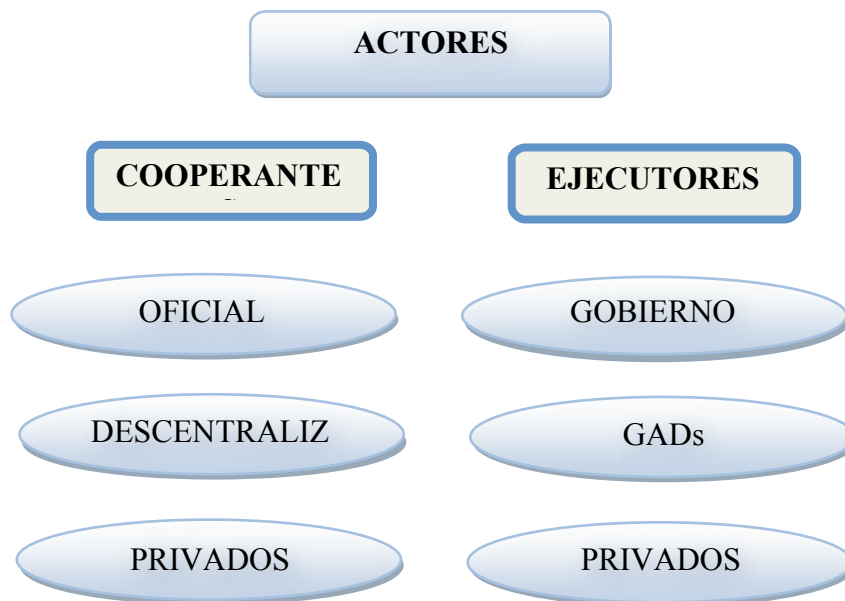 ACTORES
COOPERANTE
EJECUTORES
OFICIAL
GOBIERNO
DESCENTRALIZ
GADs
PRIVADOS
PRIVADOS